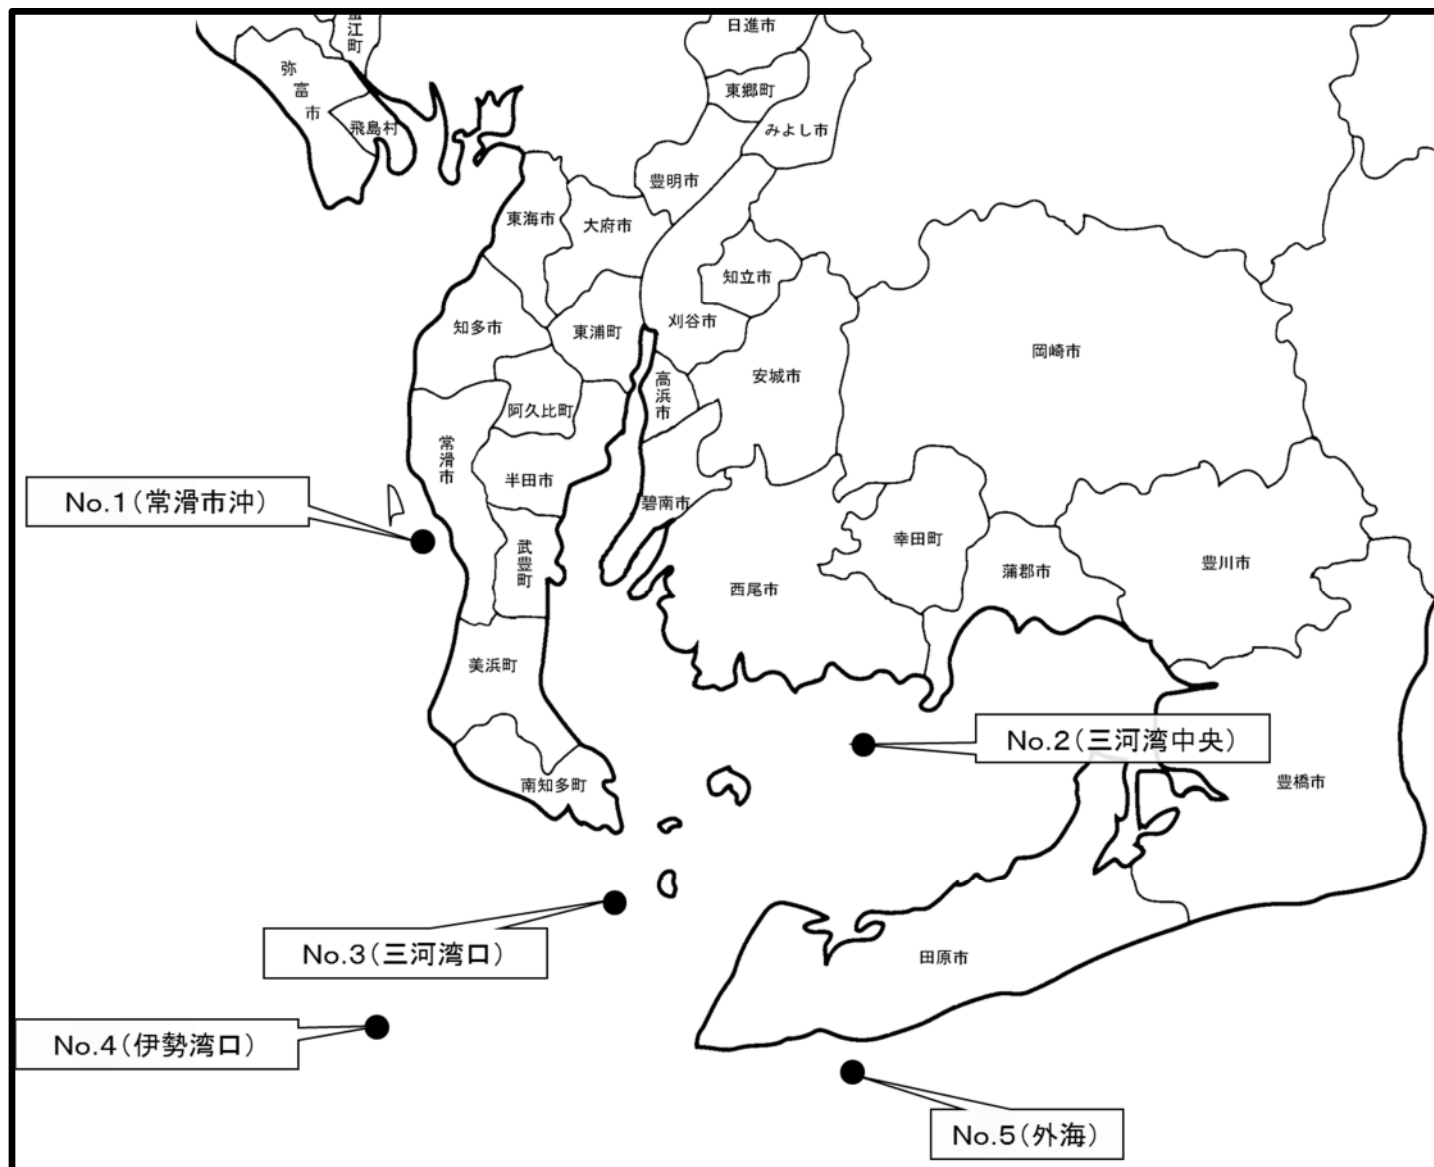 日進市
東郷町
みよし市
弥富市
飛島村
豊明市
東海市
大府市
知立市
知多市
東浦町
刈谷市
岡崎市
安城市
高浜市
阿久比町
常滑市
半田市
碧南市
No.1(常滑市沖)
武豊町
幸田町
蒲郡市
豊川市
西尾市
美浜町
No.2(三河湾中央)
南知多町
豊橋市
No.3(三河湾口)
田原市
No.4(伊勢湾口)
No.5(外海)